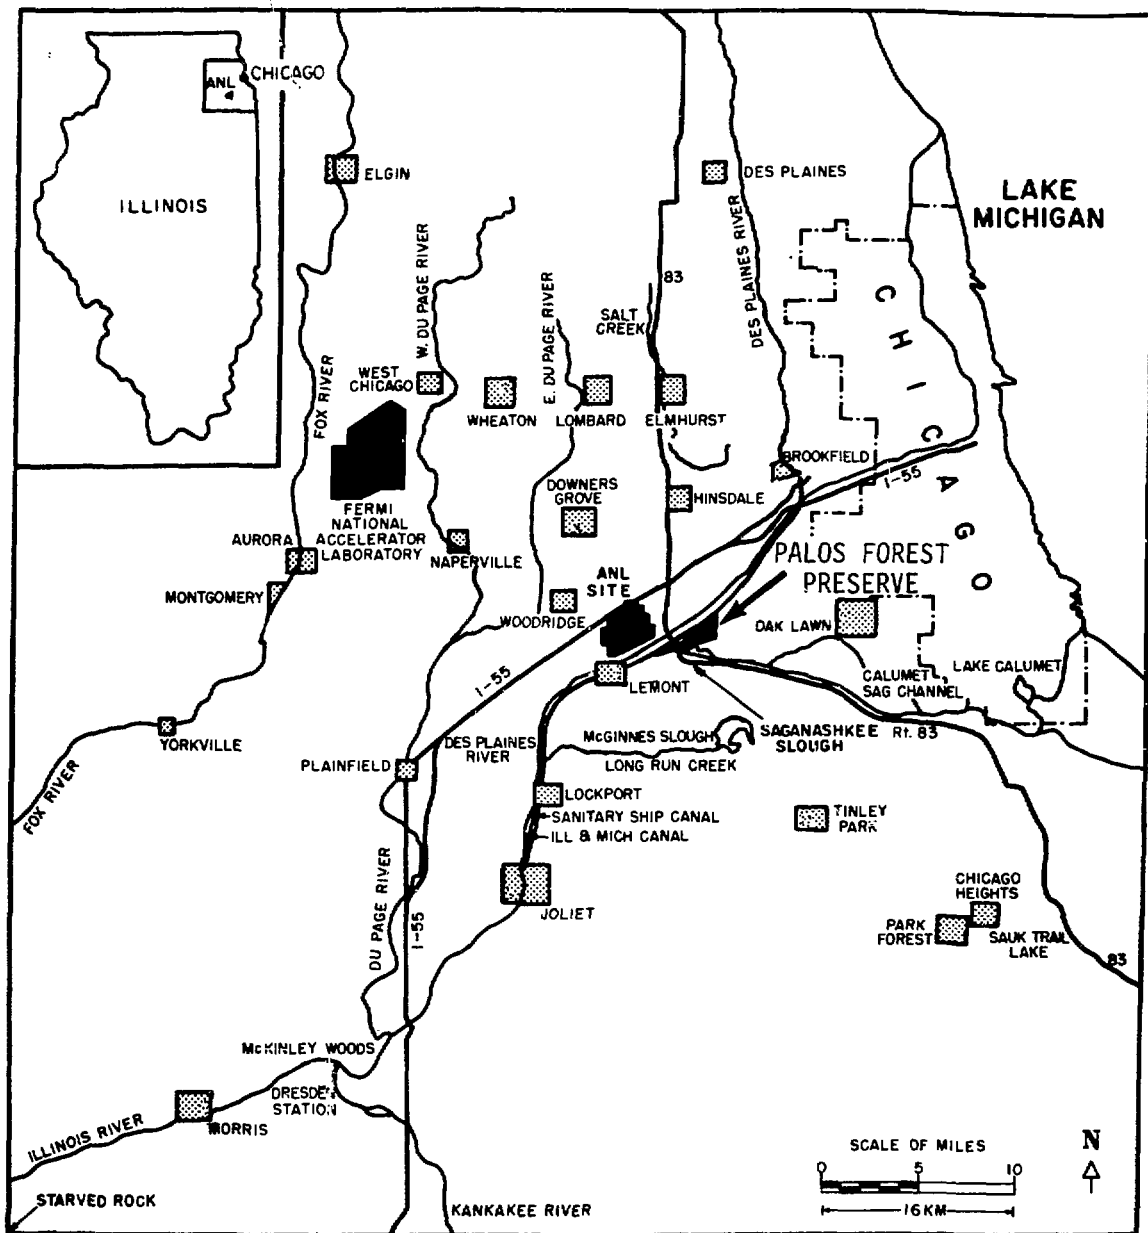 CHICAGO
ANL
ILLINOIS
ELGIN
DES PLAINES
LAKE
MICHIGAN
DES PLAINES RIVER
83
W. DU PAGE RIVER
E. DU PAGE RIVER
SALT
CREEK
CHICAGO
FOX RIVER
WEST
CHICAGO
WHEATON
LOMBARD
ELMHURST
BROOKFIELD
I-55
DOWNERS
GROVE
HINSDALE
FERMI
NATIONAL
ACCELERATOR
LABORATORY
AURORA
NAPERVILLE
PALOS FOREST
PRESERVE
ANL
SITE
MONTGOMERY
WOODRIDGE
OAK LAWN
I-55
LEMONT
CALUMET
SAG CHANNEL
LAKE CALUMET
YORKVILLE
DES PLAINES
RIVER
McGINNES SLOUGH
SAGANASHKEE
SLOUGH
Rt. 83
PLAINFIELD
LONG RUN CREEK
FOX RIVER
LOCKPORT
SANITARY SHIP CANAL
ILL & MICH CANAL
TINLEY
PARK
DU PAGE RIVER
I-55
JOLIET
CHICAGO
HEIGHTS
PARK
FOREST
SAUK TRAIL
LAKE
83
McKINLEY WOODS
DRESDEN
STATION
MORRIS
ILLINOIS RIVER
SCALE OF MILES
0 5 10
16 KM
N
STARVED ROCK
KANKAKEE RIVER